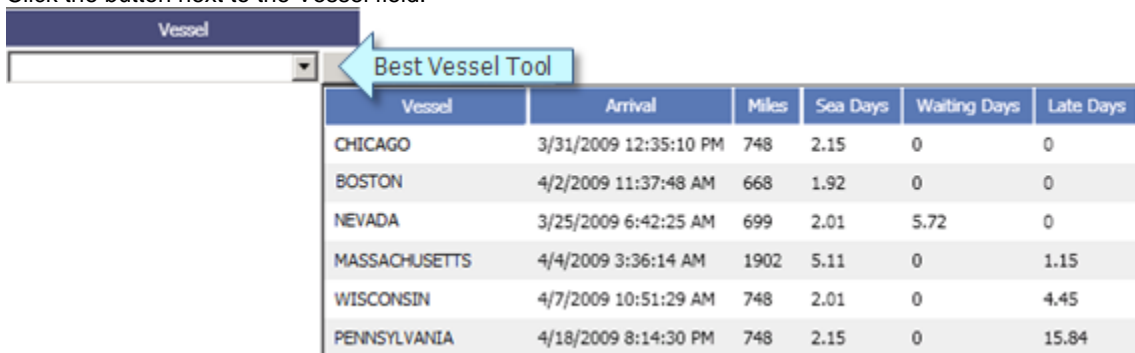 Click the button next to the Vessel field.
Vessel
Best Vessel Tool
Vessel Arrival Miles Sea Days Waiting Days Late Days
CHICAGO 3/31/2009 12:35:10 PM 748 2.15 0 0
BOSTON 4/2/2009 11:37:48 AM 668 1.92 0 0
NEVADA 3/25/2009 6:42:25 AM 699 2.01 5.72 0
MASSACHUSETTS 4/4/2009 3:36:14 AM 1902 5.11 0 1.15
WISCONSIN 4/7/2009 10:51:29 AM 748 2.01 0 4.45
PENNSYLVANIA 4/18/2009 8:14:30 PM 748 2.15 0 15.84